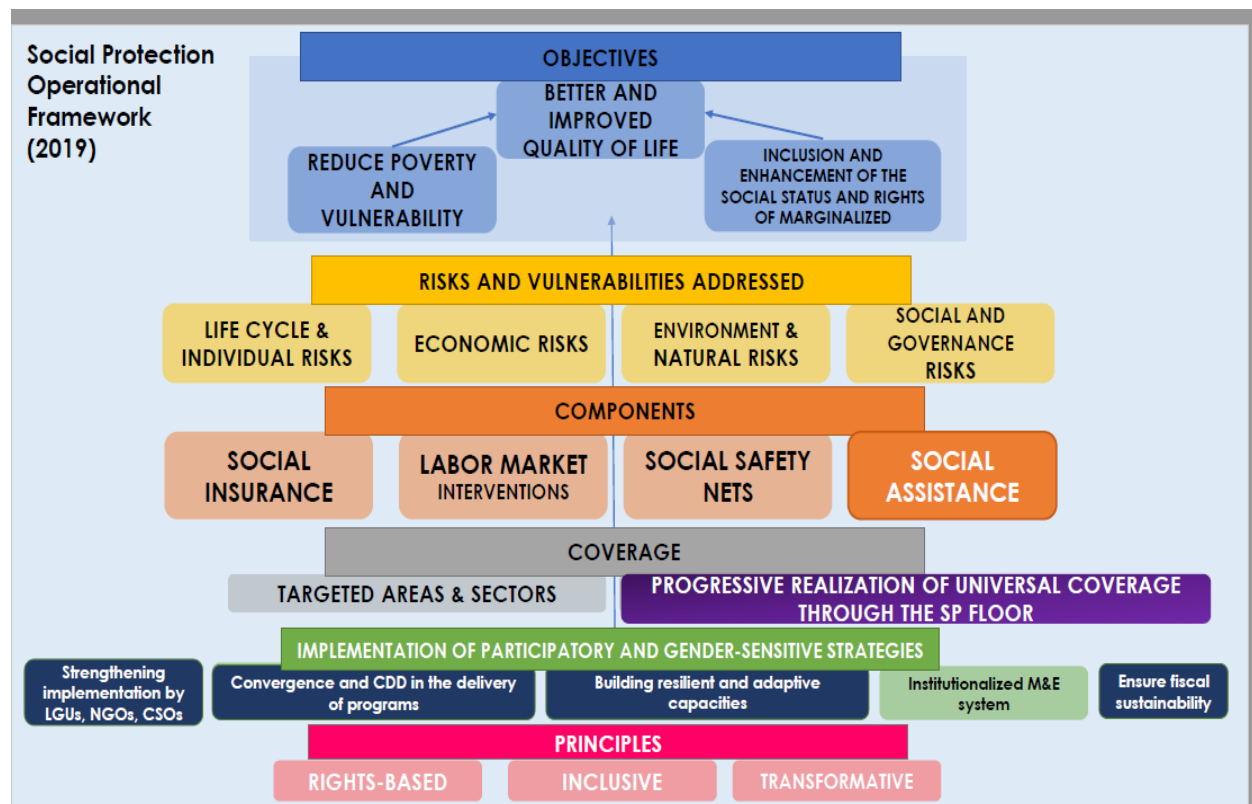 Social Protection
Operational
Framework
(2019)
OBJECTIVES
BETTER AND
IMPROVED
QUALITY OF LIFE
REDUCE POVERTY
AND
VULNERABILITY
INCLUSION AND
ENHANCEMENT OF THE
SOCIAL STATUS AND RIGHTS
OF MARGINALIZED
RISKS AND VULNERABILITIES ADDRESSED
LIFE CYCLE &
INDIVIDUAL RISKS
ECONOMIC RISKS
ENVIRONMENT &
NATURAL RISKS
SOCIAL AND
GOVERNANCE
RISKS
COMPONENTS
SOCIAL
INSURANCE
LABOR MARKET
INTERVENTIONS
SOCIAL SAFETY
NETS
SOCIAL
ASSISTANCE
COVERAGE
TARGETED AREAS & SECTORS
PROGRESSIVE REALIZATION OF UNIVERSAL COVERAGE
THROUGH THE SP FLOOR
IMPLEMENTATION OF PARTICIPATORY AND GENDER-SENSITIVE STRATEGIES
Strengthening
implementation by
LGUs, NGOs, CSOs
Convergence and CDD in the delivery
of programs
Building resilient and adaptive
capacities
Institutionalized M&E
system
Ensure fiscal
sustainability
PRINCIPLES
RIGHTS-BASED
INCLUSIVE
TRANSFORMATIVE